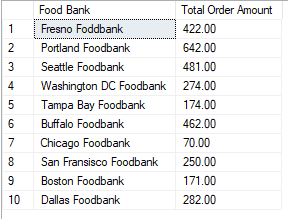 Food Bank Total Order Amount
1 Fresno Foddbank 422.00
2 Portland Foodbank 642.00
3 Seattle Foodbank 481.00
4 Washington DC Foodbank 274.00
5 Tampa Bay Foodbank 174.00
6 Buffalo Foodbank 462.00
7 Chicago Foodbank 70.00
8 San Fransisco Foodbank 250.00
9 Boston Foodbank 171.00
10 Dallas Foodbank 282.00